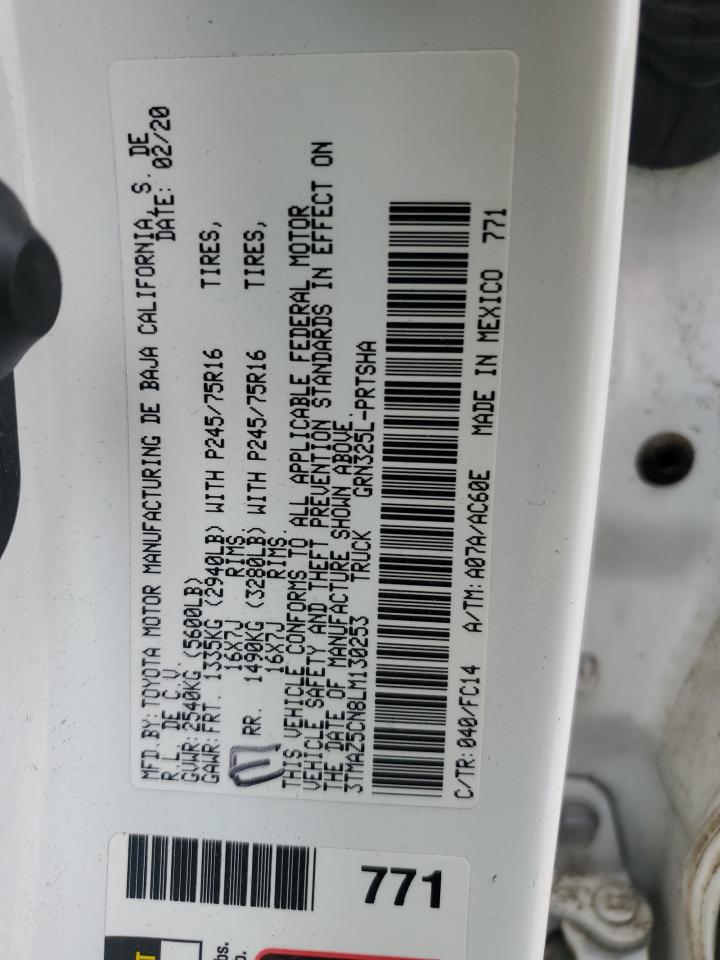 MFD.BY:TOYOTA MOTOR MANUFACTURING DE BAJA CALIFORNIA, S. DE
R. L. DE C.V. DATE: 02/20
GVWR:2540KG (5600LB)
GAWR:FRT. 1335KG (2940LB) WITH P245/75R16 TIRES,
16X7J RIMS,
RR. 1490KG (3280LB) WITH P245/75R16 TIRES,
16X7J RIMS.
THIS VEHICLE CONFORMS TO ALL APPLICABLE FEDERAL MOTOR
VEHICLE SAFETY AND THEFT PREVENTION STANDARDS IN EFFECT ON
THE DATE OF MANUFACTURE SHOWN ABOVE.
3TMAZ5CN8LM130253 TRUCK GRN325L-PRTSHA
C/TR:040/FC14 A/TM:A07A/AC60E MADE IN MEXICO 771
771